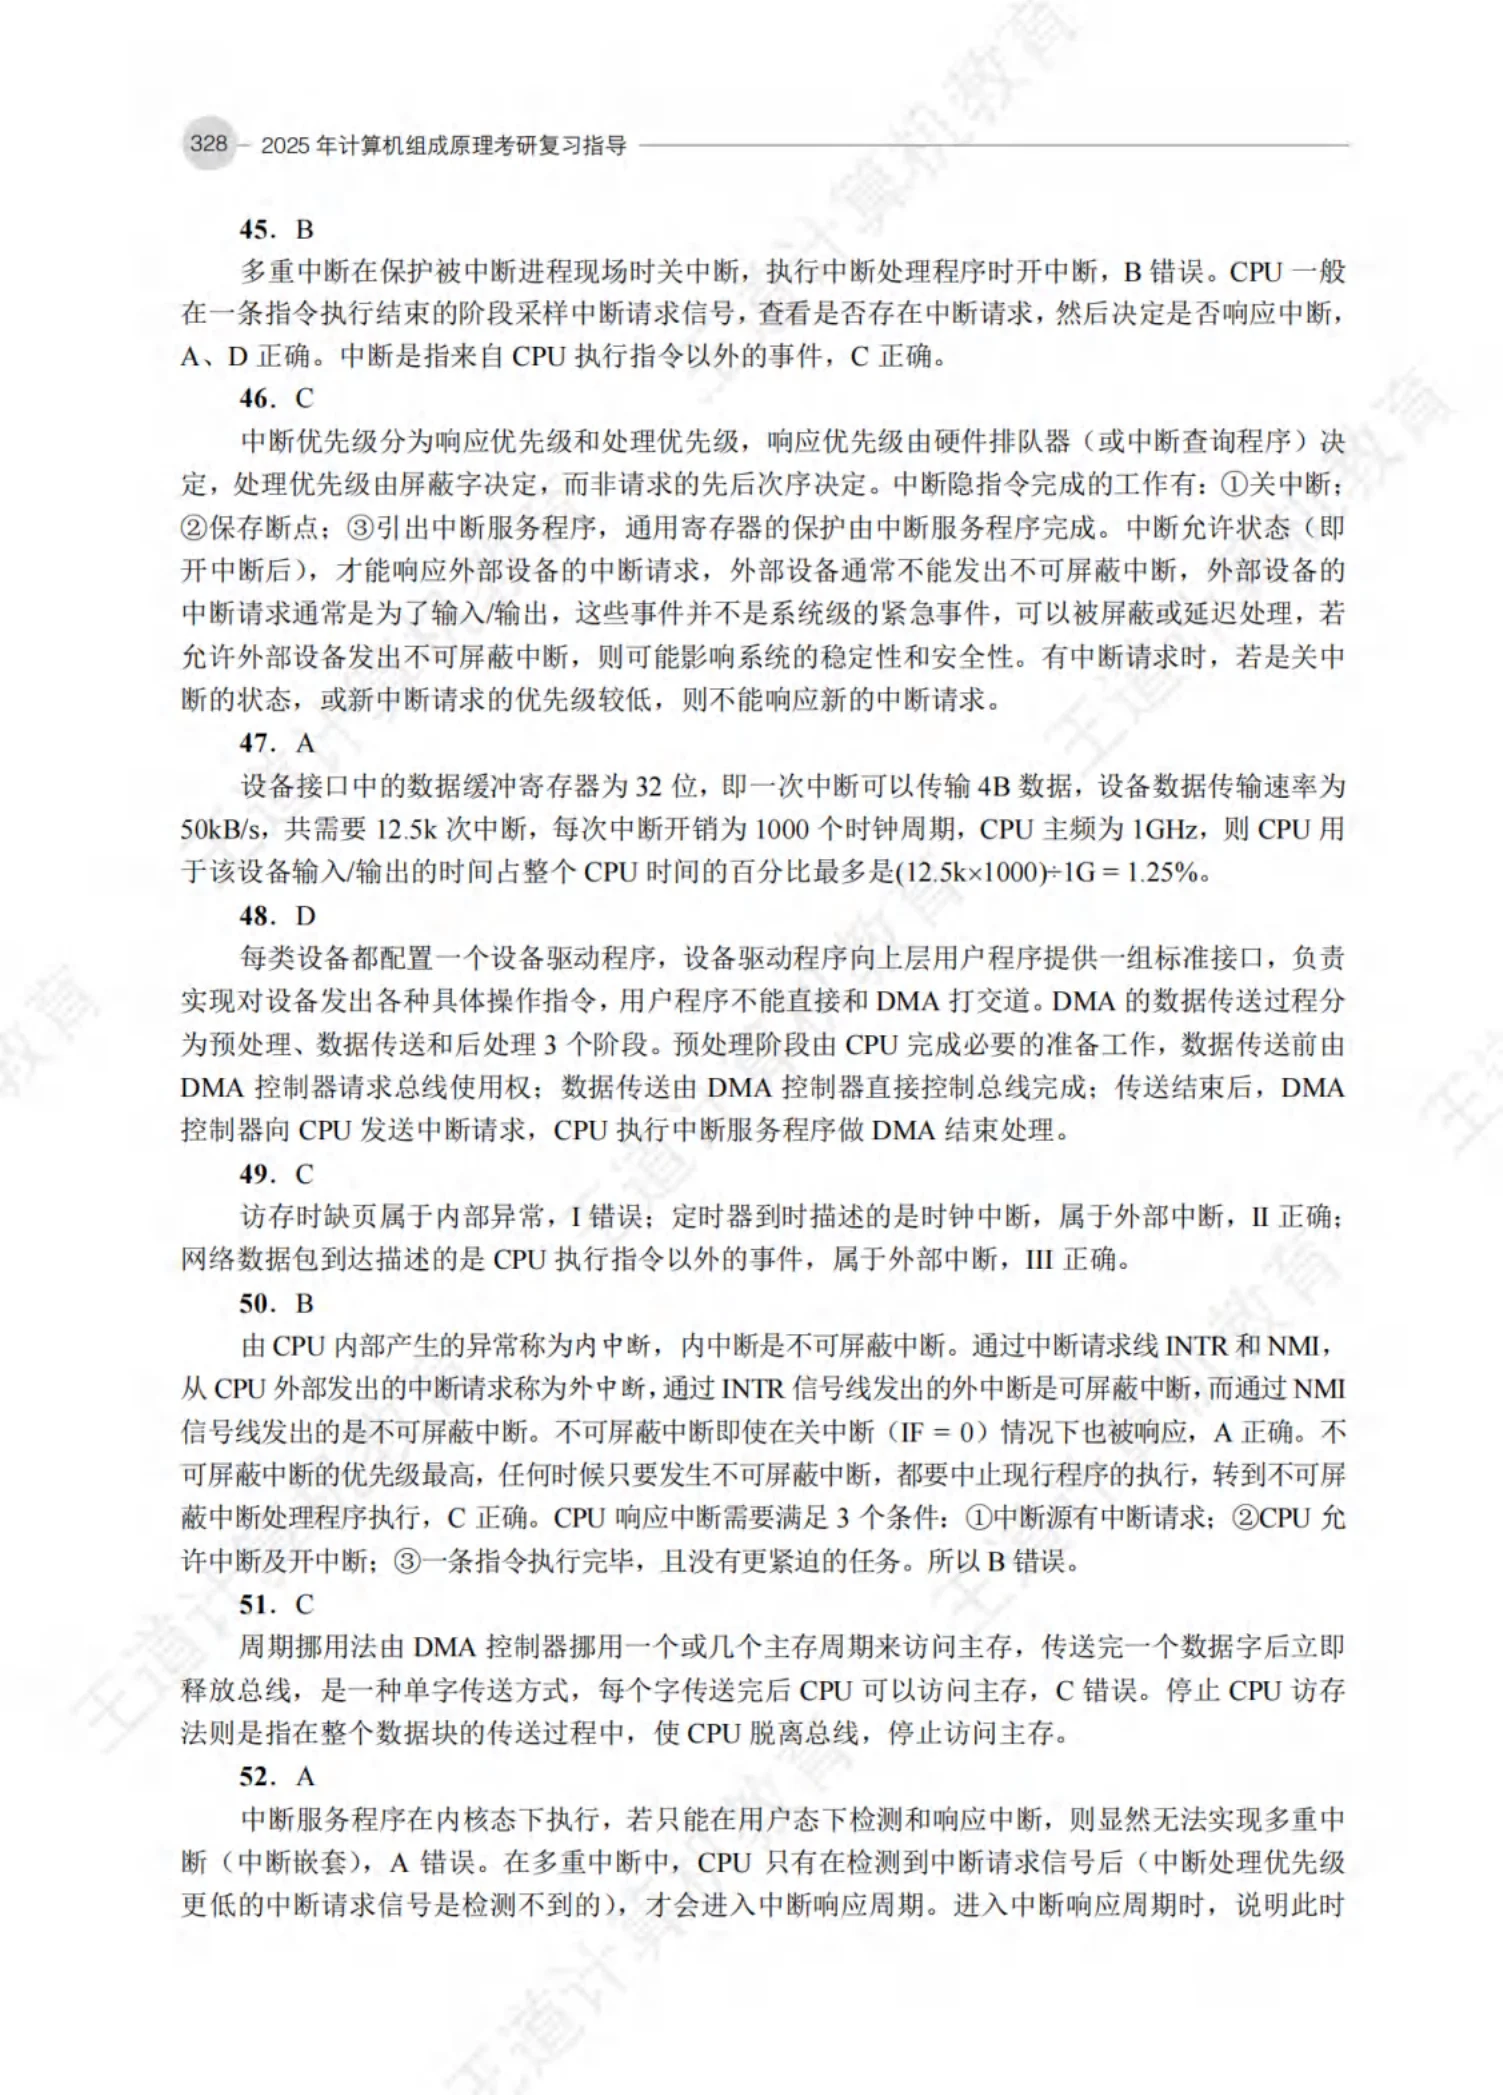 328 2025 年计算机组成原理考研复习指导
45. B
多重中断在保护被中断进程现场时关中断，执行中断处理程序时开中断，B 错误。CPU 一般
在一条指令执行结束的阶段采样中断请求信号，查看是否存在中断请求，然后决定是否响应中断，
A、D 正确。中断是指来自 CPU 执行指令以外的事件，C 正确。
46. C
中断优先级分为响应优先级和处理优先级，响应优先级由硬件排队器（或中断查询程序）决
定，处理优先级由屏蔽字决定，而非请求的先后次序决定。中断隐指令完成的工作有：①关中断；
②保存断点；③引出中断服务程序，通用寄存器的保护由中断服务程序完成。中断允许状态（即
开中断后），才能响应外部设备的中断请求，外部设备通常不能发出不可屏蔽中断，外部设备的
中断请求通常是为了输入/输出，这些事件并不是系统级的紧急事件，可以被屏蔽或延迟处理，若
允许外部设备发出不可屏蔽中断，则可能影响系统的稳定性和安全性。有中断请求时，若是关中
断的状态，或新中断请求的优先级较低，则不能响应新的中断请求。
47. A
设备接口中的数据缓冲寄存器为 32 位，即一次中断可以传输 4B 数据，设备数据传输速率为
50kB/s，共需要 12.5k 次中断，每次中断开销为 1000 个时钟周期，CPU 主频为 1GHz，则 CPU 用
于该设备输入/输出的时间占整个 CPU 时间的百分比最多是(12.5k×1000)÷1G = 1.25%。
48. D
每类设备都配置一个设备驱动程序，设备驱动程序向上层用户程序提供一组标准接口，负责
实现对设备发出各种具体操作指令，用户程序不能直接和 DMA 打交道。DMA 的数据传送过程分
为预处理、数据传送和后处理 3 个阶段。预处理阶段由 CPU 完成必要的准备工作，数据传送前由
DMA 控制器请求总线使用权；数据传送由 DMA 控制器直接控制总线完成；传送结束后，DMA
控制器向 CPU 发送中断请求，CPU 执行中断服务程序做 DMA 结束处理。
49. C
访存时缺页属于内部异常，I 错误；定时器到时描述的是时钟中断，属于外部中断，II 正确；
网络数据包到达描述的是 CPU 执行指令以外的事件，属于外部中断，III 正确。
50. B
由 CPU 内部产生的异常称为内中断，内中断是不可屏蔽中断。通过中断请求线 INTR 和 NMI，
从 CPU 外部发出的中断请求称为外中断，通过 INTR 信号线发出的外中断是可屏蔽中断，而通过 NMI
信号线发出的是不可屏蔽中断。不可屏蔽中断即使在关中断（IF = 0）情况下也被响应，A 正确。不
可屏蔽中断的优先级最高，任何时候只要发生不可屏蔽中断，都要中止现行程序的执行，转到不可屏
蔽中断处理程序执行，C 正确。CPU 响应中断需要满足 3 个条件：①中断源有中断请求；②CPU 允
许中断及开中断；③一条指令执行完毕，且没有更紧迫的任务。所以 B 错误。
51. C
周期挪用法由 DMA 控制器挪用一个或几个主存周期来访问主存，传送完一个数据字后立即
释放总线，是一种单字传送方式，每个字传送完后 CPU 可以访问主存，C 错误。停止 CPU 访存
法则是指在整个数据块的传送过程中，使 CPU 脱离总线，停止访问主存。
52. A
中断服务程序在内核态下执行，若只能在用户态下检测和响应中断，则显然无法实现多重中
断（中断嵌套），A 错误。在多重中断中，CPU 只有在检测到中断请求信号后（中断处理优先级
更低的中断请求信号是检测不到的），才会进入中断响应周期。进入中断响应周期时，说明此时
王道计算机教育
王道计算机教育
王道计算机教育
王道计算机教育
王道计算机教育
王道计算机教育
王道计算机教育
教育